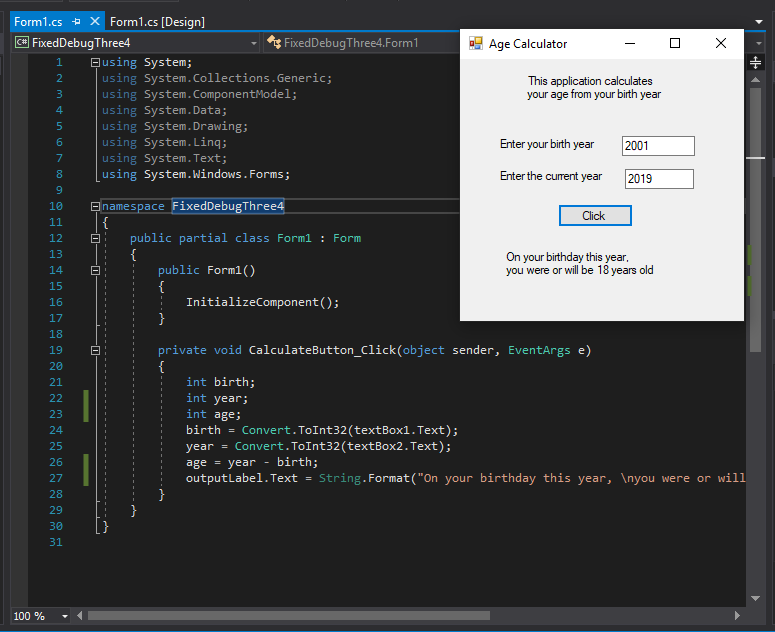 Form1.cs
Form1.cs [Design]
C# FixedDebugThree4
FixedDebugThree4.Form1
1 using System;
2 using System.Collections.Generic;
3 using System.ComponentModel;
4 using System.Data;
5 using System.Drawing;
6 using System.Linq;
7 using System.Text;
8 using System.Windows.Forms;
9
10 namespace FixedDebugThree4
11 {
12 public partial class Form1 : Form
13 {
14 public Form1()
15 {
16 InitializeComponent();
17 }
18
19 private void CalculateButton_Click(object sender, EventArgs e)
20 {
21 int birth;
22 int year;
23 int age;
24 birth = Convert.ToInt32(textBox1.Text);
25 year = Convert.ToInt32(textBox2.Text);
26 age = year - birth;
27 outputLabel.Text = String.Format("On your birthday this year, \nyou were or will
28 }
29 }
30 }
31
100 %
Age Calculator
This application calculates
your age from your birth year
Enter your birth year 2001
Enter the current year 2019
Click
On your birthday this year,
you were or will be 18 years old